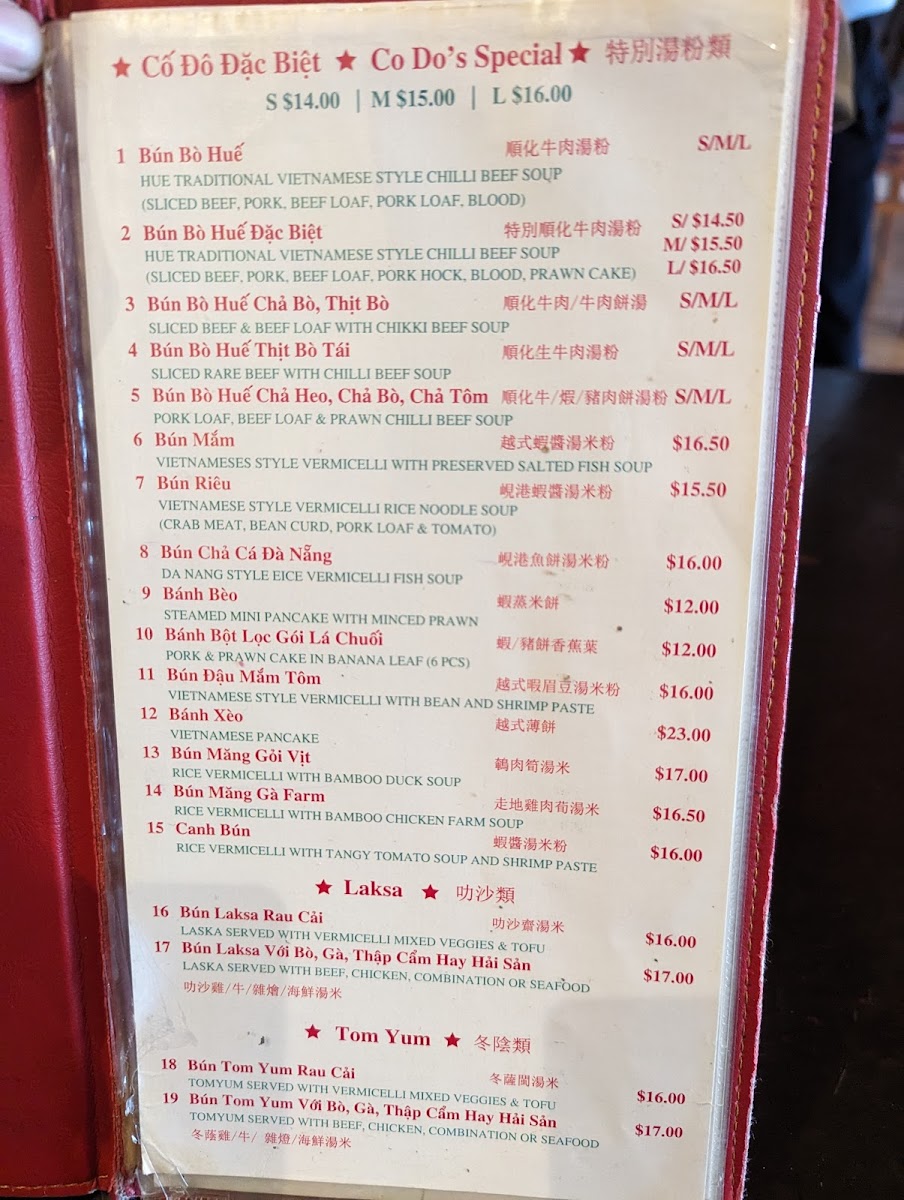 ★ Cố Đô Đặc Biệt ★ Co Do's Special ★ 特別湯粉類
S $14.00 | M $15.00 | L $16.00
1 Bún Bò Huế 順化牛肉湯粉 S/M/L
HUE TRADITIONAL VIETNAMESE STYLE CHILLI BEEF SOUP
(SLICED BEEF, PORK, BEEF LOAF, PORK LOAF, BLOOD)
2 Bún Bò Huế Đặc Biệt 特別順化牛肉湯粉 S/ $14.50
HUE TRADITIONAL VIETNAMESE STYLE CHILLI BEEF SOUP M/ $15.50
(SLICED BEEF, PORK, BEEF LOAF, PORK HOCK, BLOOD, PRAWN CAKE) L/ $16.50
3 Bún Bò Huế Chả Bò, Thịt Bò 順化牛肉/牛肉餅湯 S/M/L
SLICED BEEF & BEEF LOAF WITH CHIKKI BEEF SOUP
4 Bún Bò Huế Thịt Bò Tái 順化生牛肉湯粉 S/M/L
SLICED RARE BEEF WITH CHILLI BEEF SOUP
5 Bún Bò Huế Chả Heo, Chả Bò, Chả Tôm 順化牛/煆/豬肉餅湯粉 S/M/L
PORK LOAF, BEEF LOAF & PRAWN CHILLI BEEF SOUP
6 Bún Mắm 越式蝦醬湯米粉 $16.50
VIETNAMESES STYLE VERMICELLI WITH PRESERVED SALTED FISH SOUP
7 Bún Riêu 峴港蝦醬湯米粉 $15.50
VIETNAMESE STYLE VERMICELLI RICE NOODLE SOUP
(CRAB MEAT, BEAN CURD, PORK LOAF & TOMATO)
8 Bún Chả Cá Đà Nẵng 峴港魚餅湯米粉 $16.00
DA NANG STYLE EICE VERMICELLI FISH SOUP
9 Bánh Bèo 蝦蒸米餅 $12.00
STEAMED MINI PANCAKE WITH MINCED PRAWN
10 Bánh Bột Lọc Gói Lá Chuối 蝦/豬餅香蕉葉 $12.00
PORK & PRAWN CAKE IN BANANA LEAF (6 PCS)
11 Bún Đậu Mắm Tôm 越式暇眉豆湯米粉 $16.00
VIETNAMESE STYLE VERMICELLI WITH BEAN AND SHRIMP PASTE
12 Bánh Xèo 越式薄餅 $23.00
VIETNAMESE PANCAKE
13 Bún Măng Gỏi Vịt 鵪肉筍湯米 $17.00
RICE VERMICELLI WITH BAMBOO DUCK SOUP
14 Bún Măng Gà Farm 走地雞肉荀湯米 $16.50
RICE VERMICELLI WITH BAMBOO CHICKEN FARM SOUP
15 Canh Bún 蝦醬湯米粉 $16.00
RICE VERMICELLI WITH TANGY TOMATO SOUP AND SHRIMP PASTE
★ Laksa ★ 叻沙類
16 Bún Laksa Rau Cải 叻沙齋湯米 $16.00
LASKA SERVED WITH VERMICELLI MIXED VEGGIES & TOFU
17 Bún Laksa Với Bò, Gà, Thập Cẩm Hay Hải Sản $17.00
LASKA SERVED WITH BEEF, CHICKEN, COMBINATION OR SEAFOOD
叻沙雞/牛/雜燴/海鮮湯米
★ Tom Yum ★ 冬陰類
18 Bún Tom Yum Rau Cải 冬薩閩湯米 $16.00
TOMYUM SERVED WITH VERMICELLI MIXED VEGGIES & TOFU
19 Bún Tom Yum Với Bò, Gà, Thập Cẩm Hay Hải Sản $17.00
TOMYUM SERVED WITH BEEF, CHICKEN, COMBINATION OR SEAFOOD
冬蔭雞/牛/ 雜燈/海鮮湯米